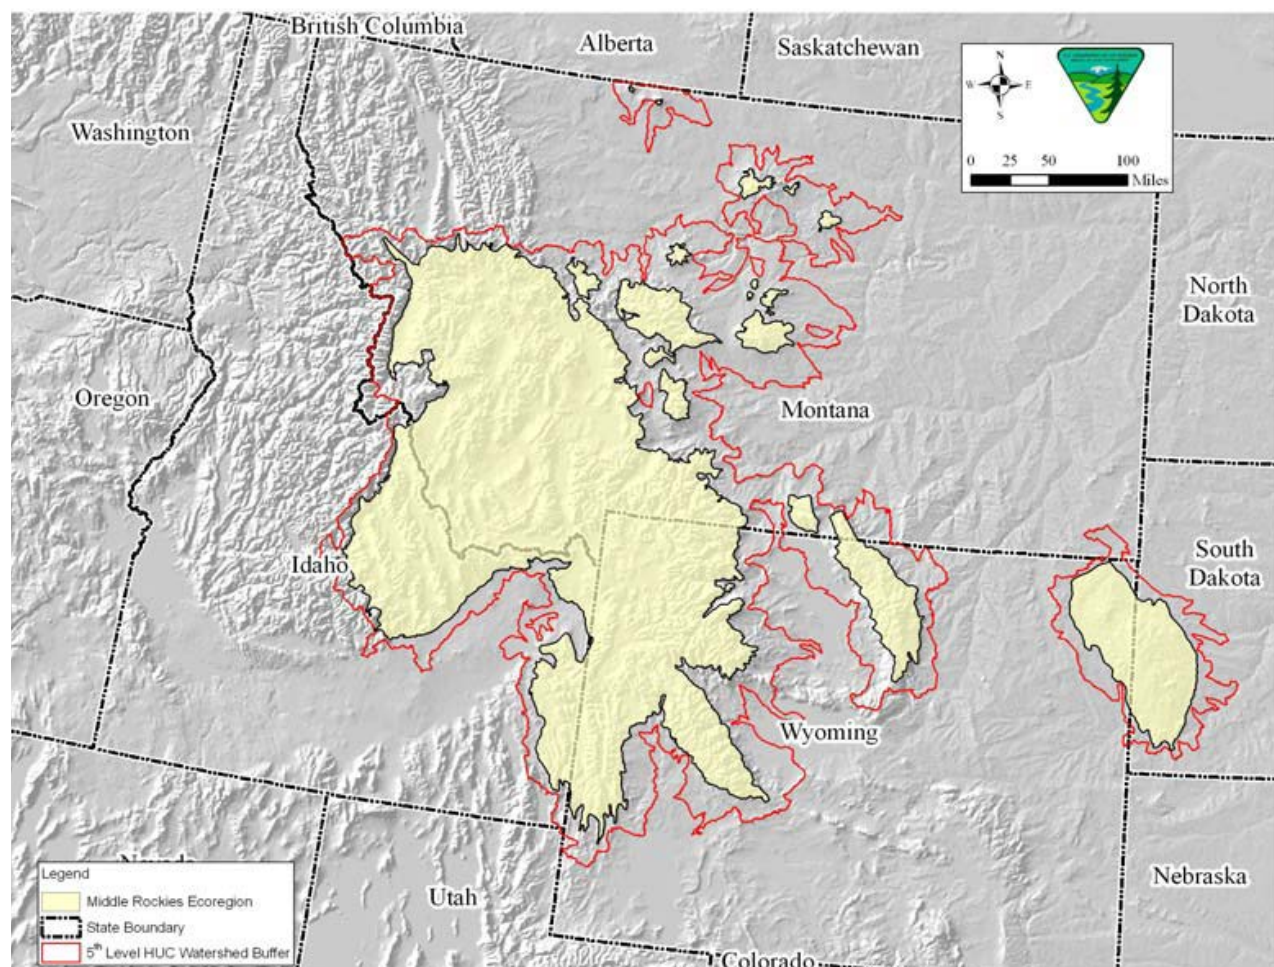 British Columbia
Alberta
Saskatchewan
Washington
N
W E
S
0 25 50 100
Miles
North
Dakota
Oregon
Montana
Idaho
South
Dakota
Wyoming
Legend
Middle Rockies Ecoregion
State Boundary
5th Level HUC Watershed Buffer
Utah
Nebraska
Colorado